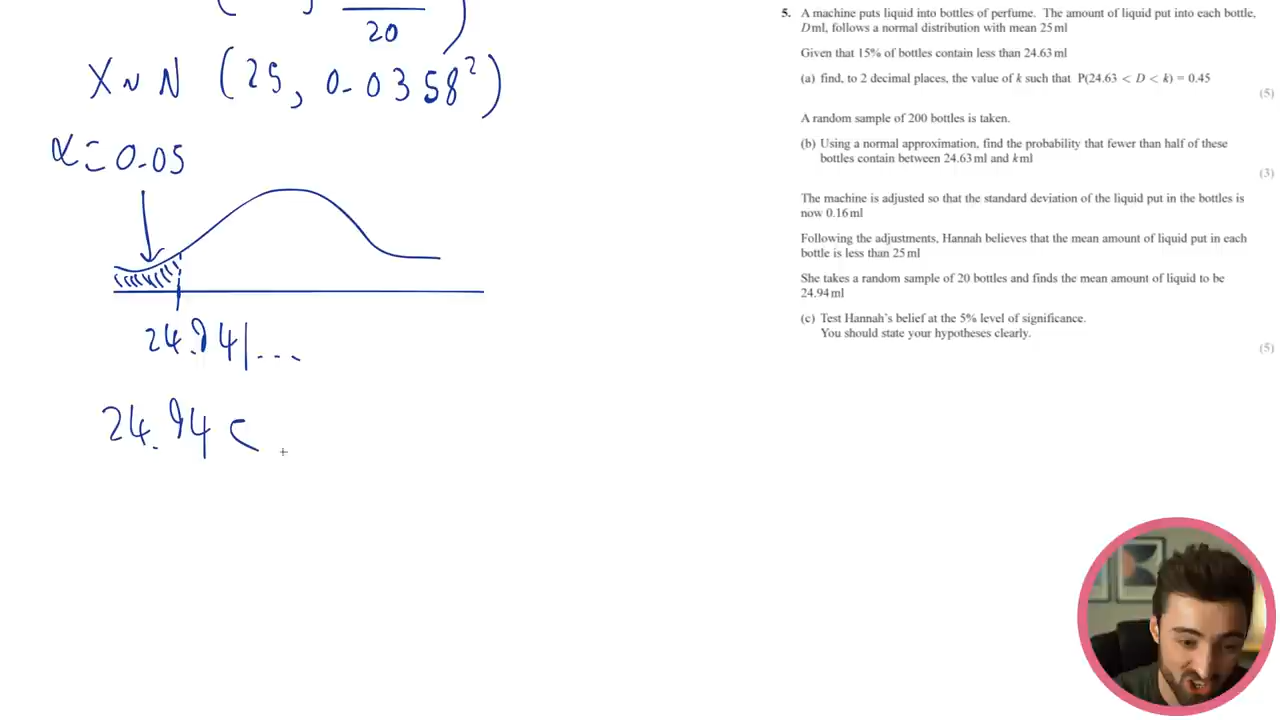 20
X ~ N (25, 0.0358²)
α = 0.05
24.941...
24.94 <
5. A machine puts liquid into bottles of perfume. The amount of liquid put into each bottle,
D ml, follows a normal distribution with mean 25 ml
Given that 15% of bottles contain less than 24.63 ml
(a) find, to 2 decimal places, the value of k such that P(24.63 < D < k) = 0.45
(5)
A random sample of 200 bottles is taken.
(b) Using a normal approximation, find the probability that fewer than half of these
bottles contain between 24.63 ml and k ml
(3)
The machine is adjusted so that the standard deviation of the liquid put in the bottles is
now 0.16 ml
Following the adjustments, Hannah believes that the mean amount of liquid put in each
bottle is less than 25 ml
She takes a random sample of 20 bottles and finds the mean amount of liquid to be
24.94 ml
(c) Test Hannah's belief at the 5% level of significance.
You should state your hypotheses clearly.
(5)